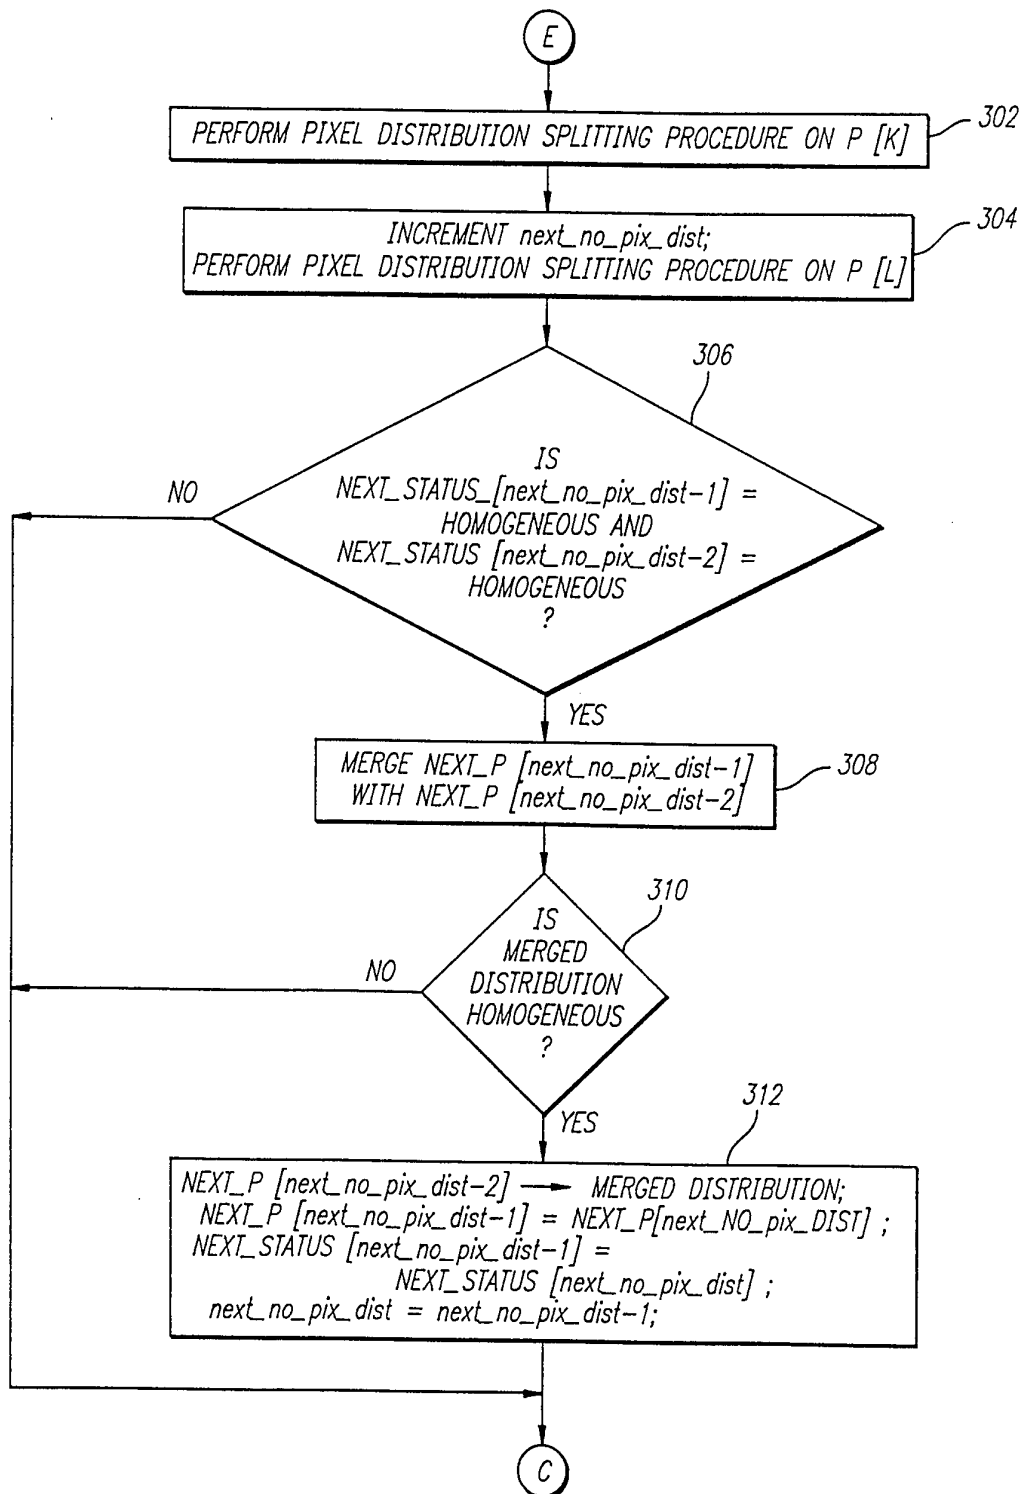 E
PERFORM PIXEL DISTRIBUTION SPLITTING PROCEDURE ON P [K]
302
INCREMENT next_no_pix_dist;
PERFORM PIXEL DISTRIBUTION SPLITTING PROCEDURE ON P [L]
304
306
IS
NEXT_STATUS_[next_no_pix_dist-1] =
HOMOGENEOUS AND
NEXT_STATUS [next_no_pix_dist-2] =
HOMOGENEOUS
?
NO
YES
MERGE NEXT_P [next_no_pix_dist-1]
WITH NEXT_P [next_no_pix_dist-2]
308
310
IS
MERGED
DISTRIBUTION
HOMOGENEOUS
?
NO
YES
312
NEXT_P [next_no_pix_dist-2] → MERGED DISTRIBUTION;
NEXT_P [next_no_pix_dist-1] = NEXT_P[next_NO_pix_DIST] ;
NEXT_STATUS [next_no_pix_dist-1] =
NEXT_STATUS [next_no_pix_dist] ;
next_no_pix_dist = next_no_pix_dist-1;
C